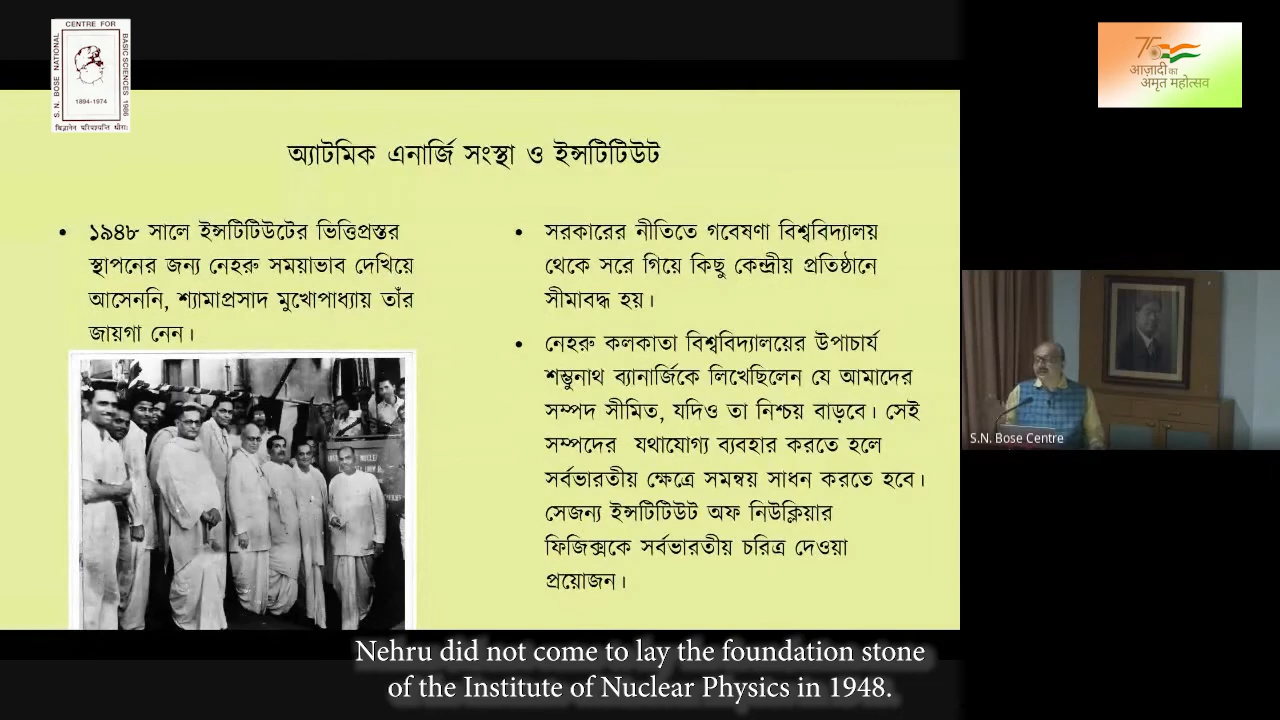 CENTRE FOR
S. N. BOSE NATIONAL
BASIC SCIENCES 1986
1894-1974
आज़ादी का
अमृत महोत्सव
অ্যাটমিক এনার্জি সংস্থা ও ইন্সটিটিউট
• ১৯৪৮ সালে ইন্সটিটিউটের ভিত্তিপ্রস্তর
স্থাপনের জন্য নেহরু সময়াভাব দেখিয়ে
আসেননি, শ্যামাপ্রসাদ মুখোপাধ্যায় তাঁর
জায়গা নেন।
• সরকারের নীতিতে গবেষণা বিশ্ববিদ্যালয়
থেকে সরে গিয়ে কিছু কেন্দ্রীয় প্রতিষ্ঠানে
সীমাবদ্ধ হয়।
• নেহরু কলকাতা বিশ্ববিদ্যালয়ের উপাচার্য
শম্ভুনাথ ব্যানার্জিকে লিখেছিলেন যে আমাদের
সম্পদ সীমিত, যদিও তা নিশ্চয় বাড়বে। সেই
সম্পদের যথাযোগ্য ব্যবহার করতে হলে
সর্বভারতীয় ক্ষেত্রে সমন্বয় সাধন করতে হবে।
সেজন্য ইন্সটিটিউট অফ নিউক্লিয়ার
ফিজিক্সকে সর্বভারতীয় চরিত্র দেওয়া
প্রয়োজন।
S.N. Bose Centre
Nehru did not come to lay the foundation stone
of the Institute of Nuclear Physics in 1948.